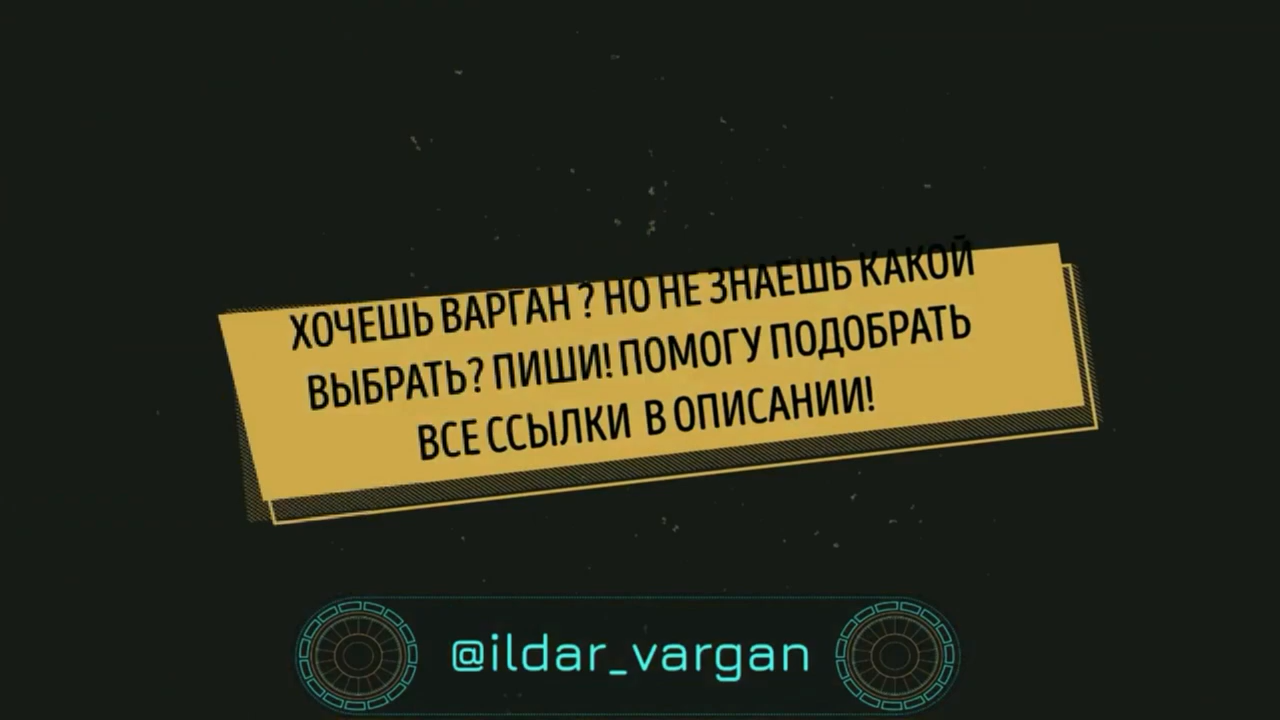 ХОЧЕШЬ ВАРГАН ? НО НЕ ЗНАЕШЬ КАКОЙ
ВЫБРАТЬ? ПИШИ! ПОМОГУ ПОДОБРАТЬ
ВСЕ ССЫЛКИ В ОПИСАНИИ!
@ildar_vargan